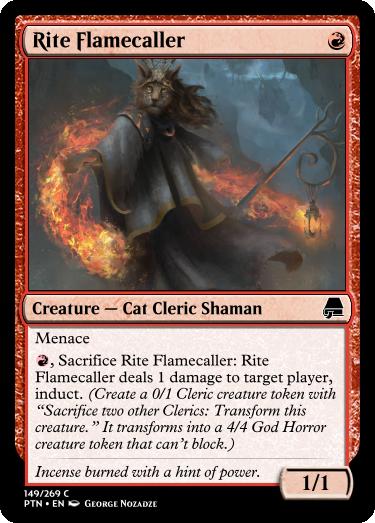 Rite Flamecaller
Creature — Cat Cleric Shaman
Menace
, Sacrifice Rite Flamecaller: Rite
Flamecaller deals 1 damage to target player,
induct. (Create a 0/1 Cleric creature token with
“Sacrifice two other Clerics: Transform this
creature.” It transforms into a 4/4 God Horror
creature token that can’t block.)
Incense burned with a hint of power.
1/1
149/269 C
PTN • EN George Nozadze